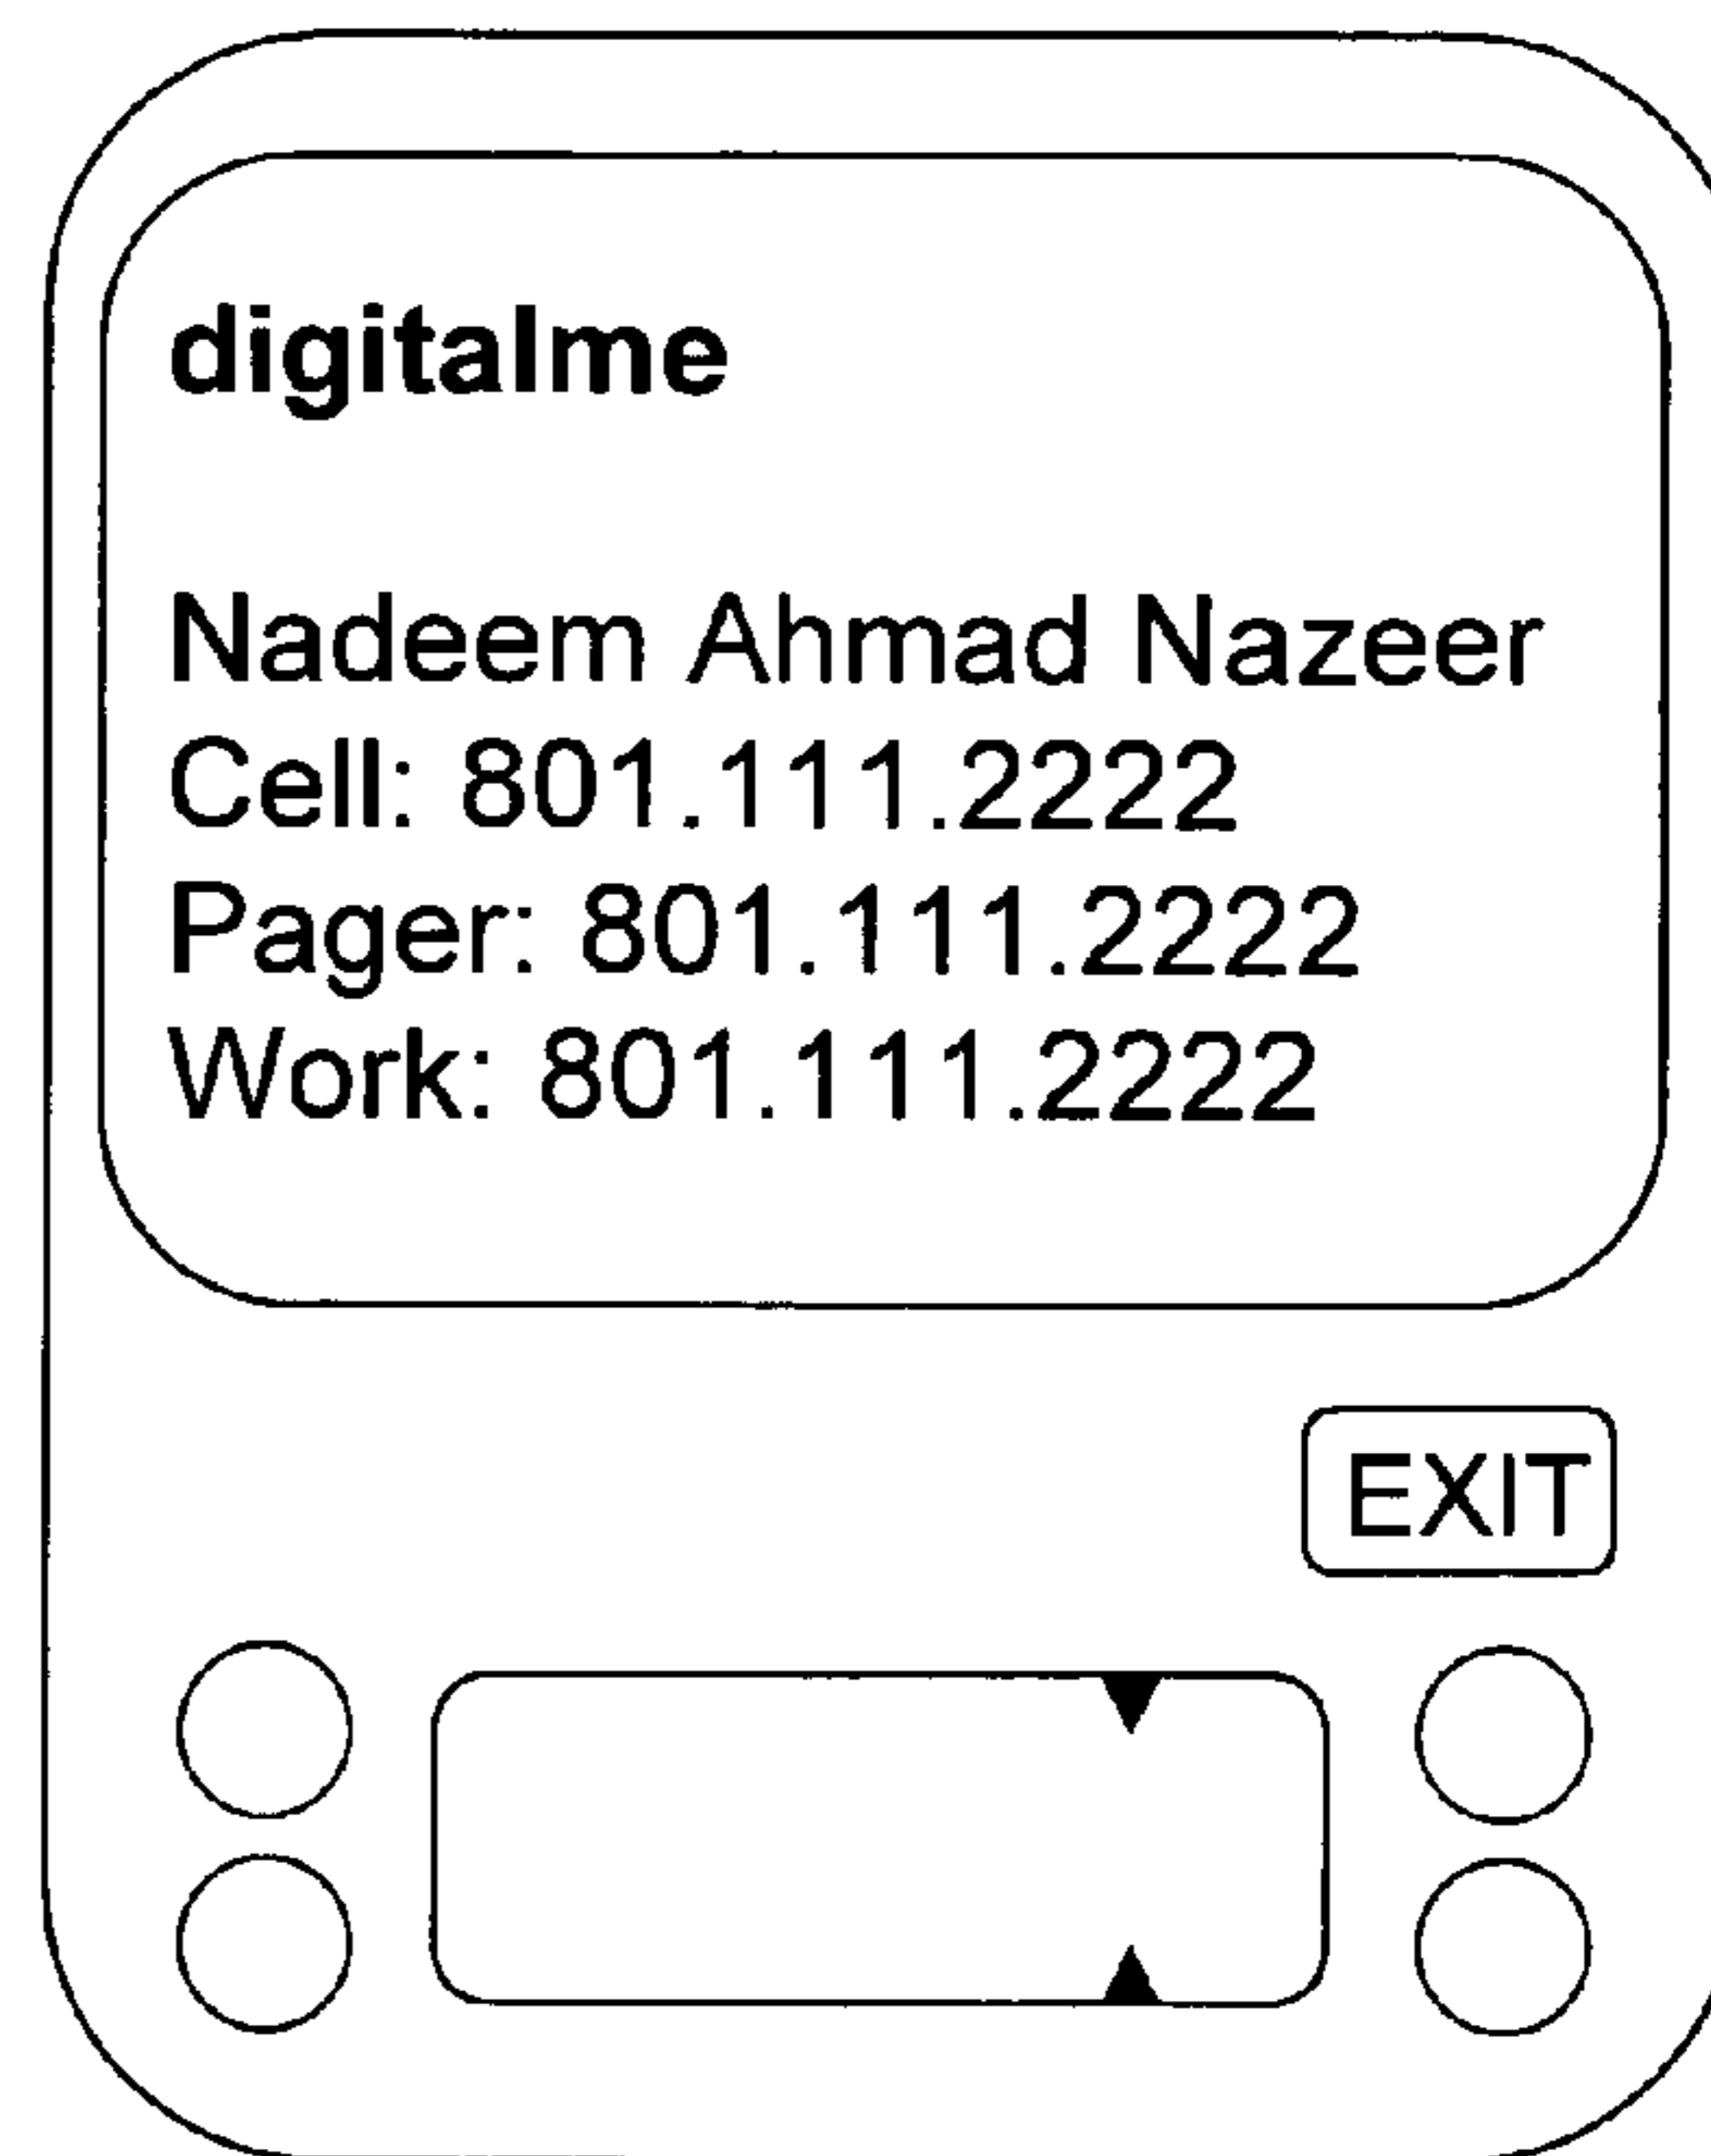 digitalme
Nadeem Ahmad Nazeer
Cell: 801.111.2222
Pager: 801.111.2222
Work: 801.111.2222
EXIT